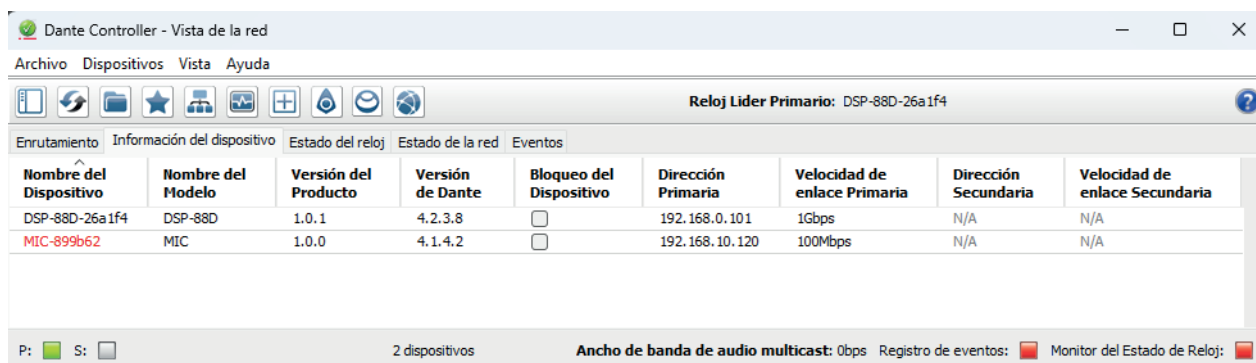 Dante Controller - Vista de la red
Archivo Dispositivos Vista Ayuda
Reloj Lider Primario: DSP-88D-26a1f4
?
Enrutamiento Información del dispositivo Estado del reloj Estado de la red Eventos
Nombre del Dispositivo Nombre del Modelo Versión del Producto Versión de Dante Bloqueo del Dispositivo Dirección Primaria Velocidad de enlace Primaria Dirección Secundaria Velocidad de enlace Secundaria
DSP-88D-26a1f4 DSP-88D 1.0.1 4.2.3.8 192.168.0.101 1Gbps N/A N/A
MIC-899b62 MIC 1.0.0 4.1.4.2 192.168.10.120 100Mbps N/A N/A
P: S: 2 dispositivos Ancho de banda de audio multicast: 0bps Registro de eventos: Monitor del Estado de Reloj: